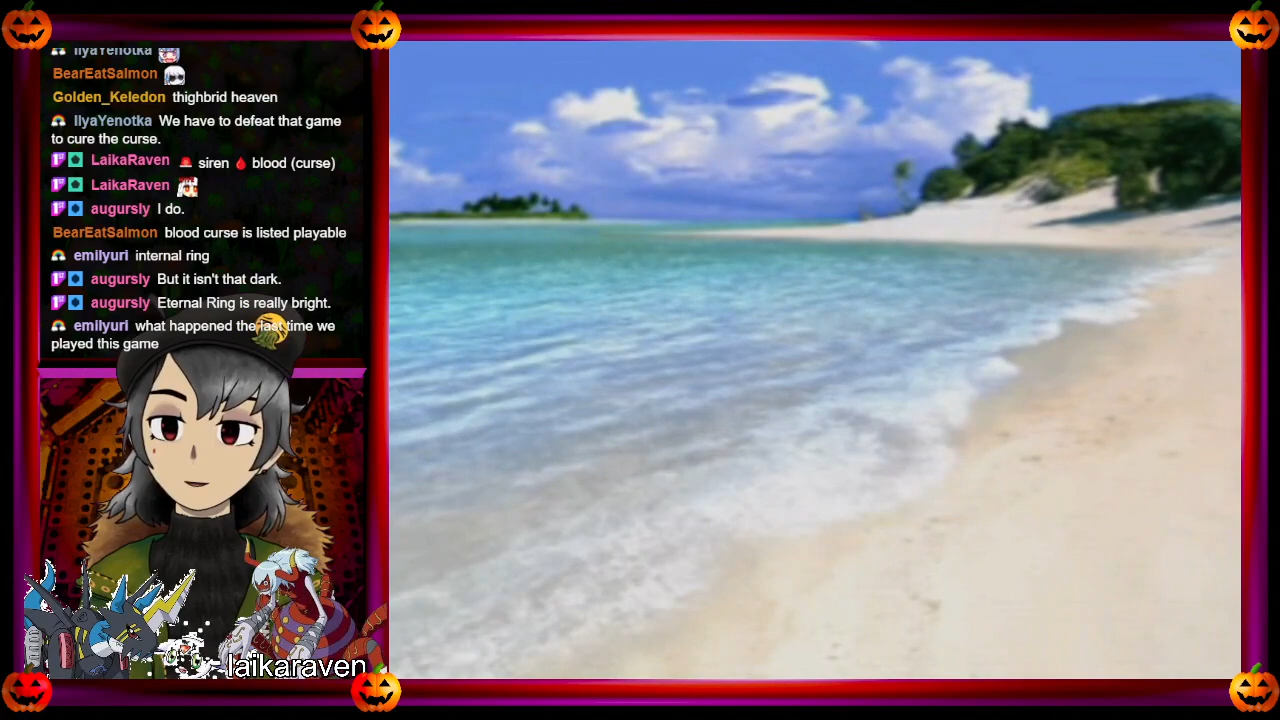 IlyaYenotka
BearEatSalmon
Golden_Keledon thighbrid heaven
IlyaYenotka We have to defeat that game
to cure the curse.
LaikaRaven siren blood (curse)
LaikaRaven
augursly I do.
BearEatSalmon blood curse is listed playable
emilyuri internal ring
augursly But it isn't that dark.
augursly Eternal Ring is really bright.
emilyuri what happened the last time we
played this game
laikaraven